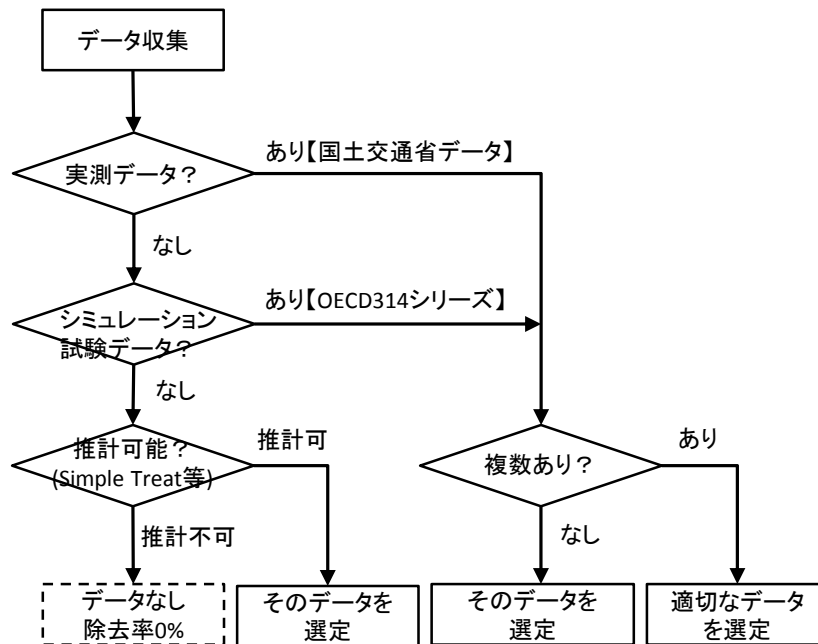 データ収集
実測データ？
あり【国土交通省データ】
なし
シミュレーション
試験データ？
あり【OECD314シリーズ】
なし
推計可能？
(Simple Treat等)
推計可
複数あり？
あり
推計不可
なし
データなし
除去率0%
そのデータを
選定
そのデータを
選定
適切なデータ
を選定